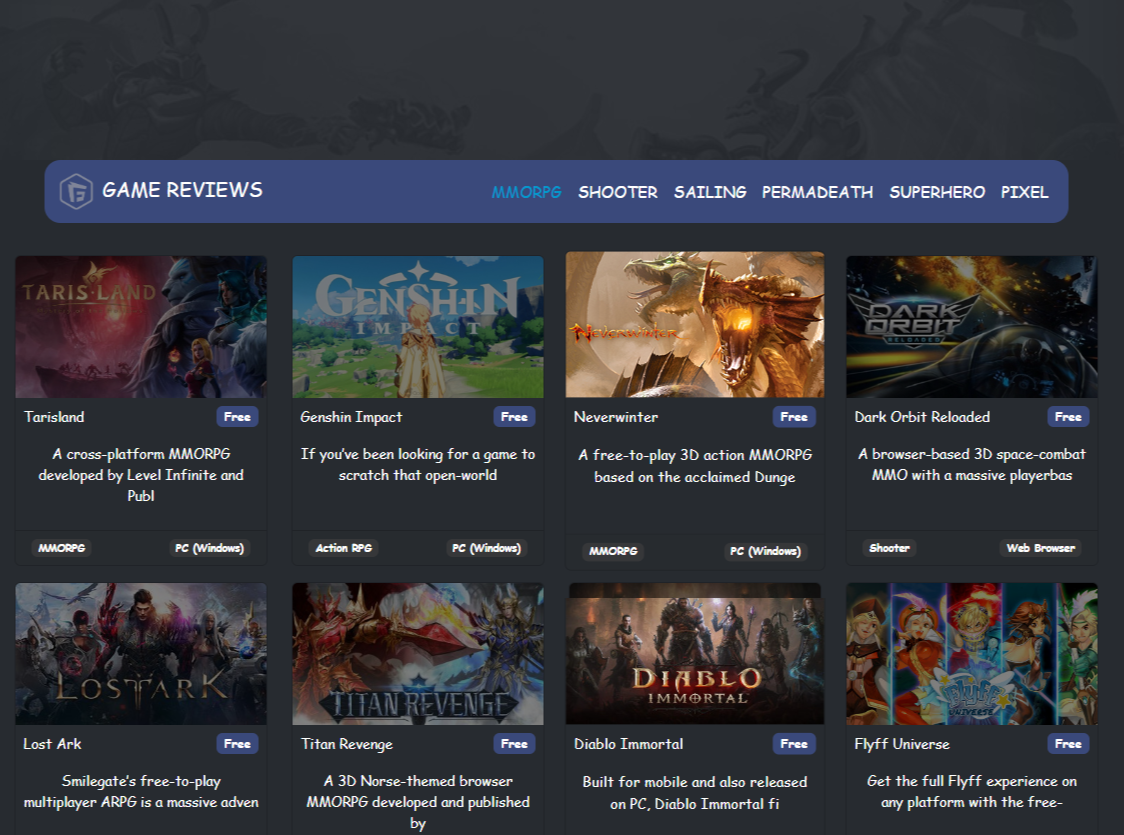 GAME REVIEWS
MMORPG SHOOTER SAILING PERMADEATH SUPERHERO PIXEL
TARISLAND
GENSHIN
IMPACT
NEVERWINTER
DARK
ORBIT
RELOADED
Tarisland Free
A cross-platform MMORPG
developed by Level Infinite and
Publ
MMORPG PC (Windows)
Genshin Impact Free
If you've been looking for a game to
scratch that open-world
Action RPG PC (Windows)
Neverwinter Free
A free-to-play 3D action MMORPG
based on the acclaimed Dunge
MMORPG PC (Windows)
Dark Orbit Reloaded Free
A browser-based 3D space-combat
MMO with a massive playerbas
Shooter Web Browser
LOST ARK
TITAN REVENGE
DIABLO
IMMORTAL
Flyff
UNIVERSE
Lost Ark Free
Smilegate's free-to-play
multiplayer ARPG is a massive adven
Titan Revenge Free
A 3D Norse-themed browser
MMORPG developed and published
by
Diablo Immortal Free
Built for mobile and also released
on PC, Diablo Immortal fi
Flyff Universe Free
Get the full Flyff experience on
any platform with the free-